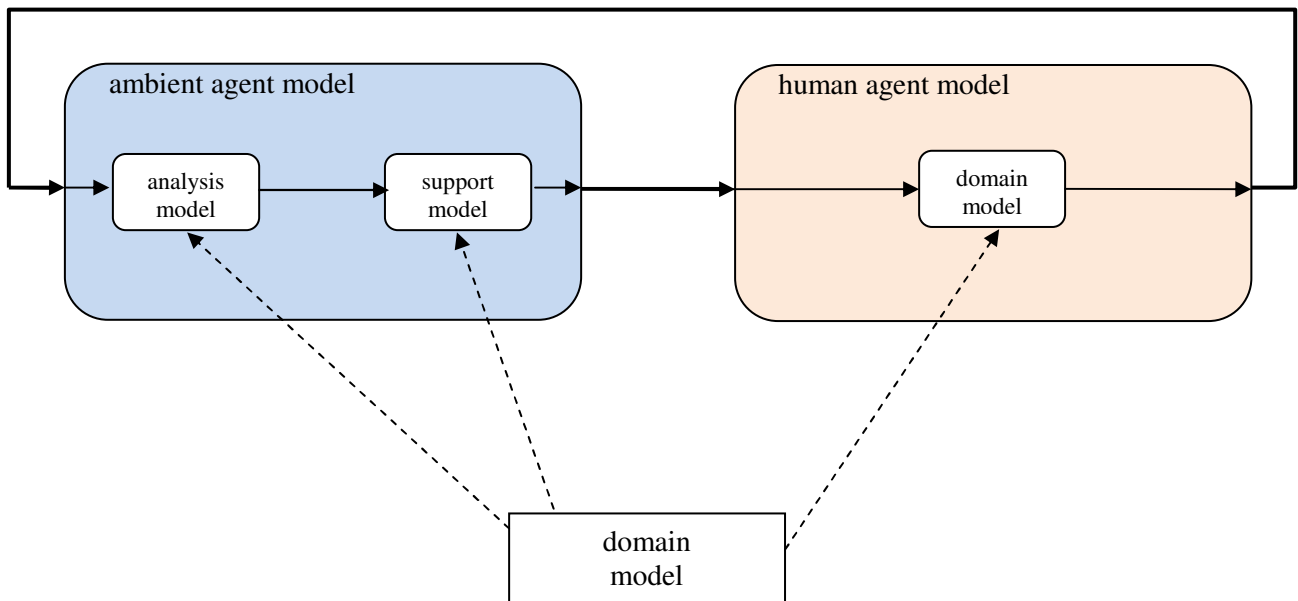 ambient agent model
human agent model
analysis
model
support
model
domain
model
domain
model